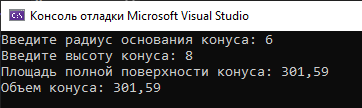 Консоль отладки Microsoft Visual Studio
Введите радиус основания конуса: 6
Введите высоту конуса: 8
Площадь полной поверхности конуса: 301,59
Объем конуса: 301,59